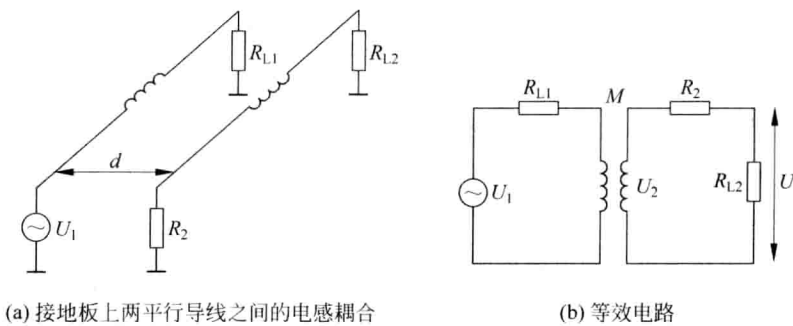 R_L1
R_L2
d
U_1
R_2
(a) 接地板上两平行导线之间的电感耦合
R_L1
M
R_2
U_1
U_2
R_L2
U
(b) 等效电路